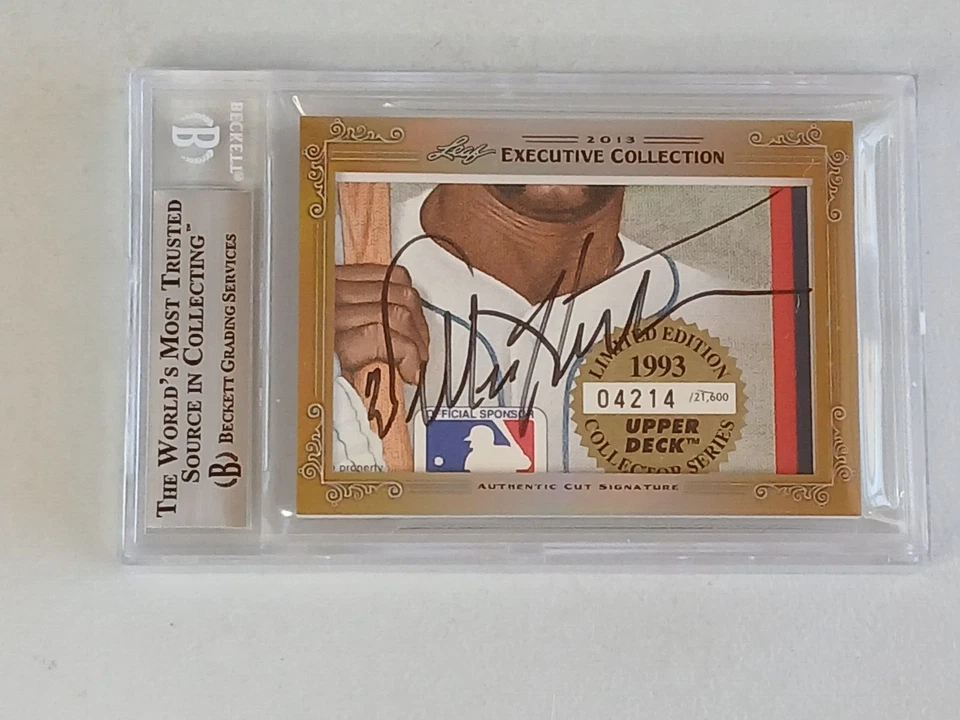 BECKETT®
B
THE WORLD'S MOST TRUSTED
SOURCE IN COLLECTING™
B BECKETT GRADING SERVICES
2013
Leaf EXECUTIVE COLLECTION
LIMITED EDITION
1993
04214 /21,600
UPPER
DECK™
COLLECTOR SERIES
OFFICIAL SPONSOR
property
AUTHENTIC CUT SIGNATURE